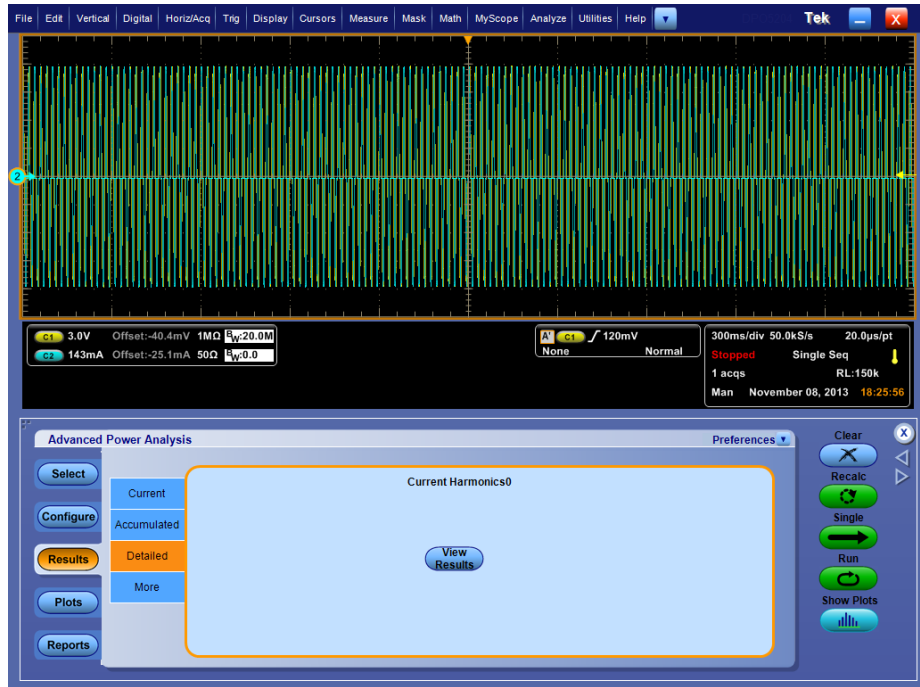 File Edit Vertical Digital Horiz/Acq Trig Display Cursors Measure Mask Math MyScope Analyze Utilities Help Tek X
2
C1 3.0V Offset:-40.4mV 1MΩ BW:20.0M
C2 143mA Offset:-25.1mA 50Ω BW:0.0
A' C1 120mV
None Normal
300ms/div 50.0kS/s 20.0µs/pt
Stopped Single Seq
1 acqs RL:150k
Man November 08, 2013 18:25:56
Advanced Power Analysis Preferences
Select
Configure
Results
Plots
Reports
Current
Accumulated
Detailed
More
Current Harmonics0
View
Results
Clear X
Recalc
Single
Run
Show Plots